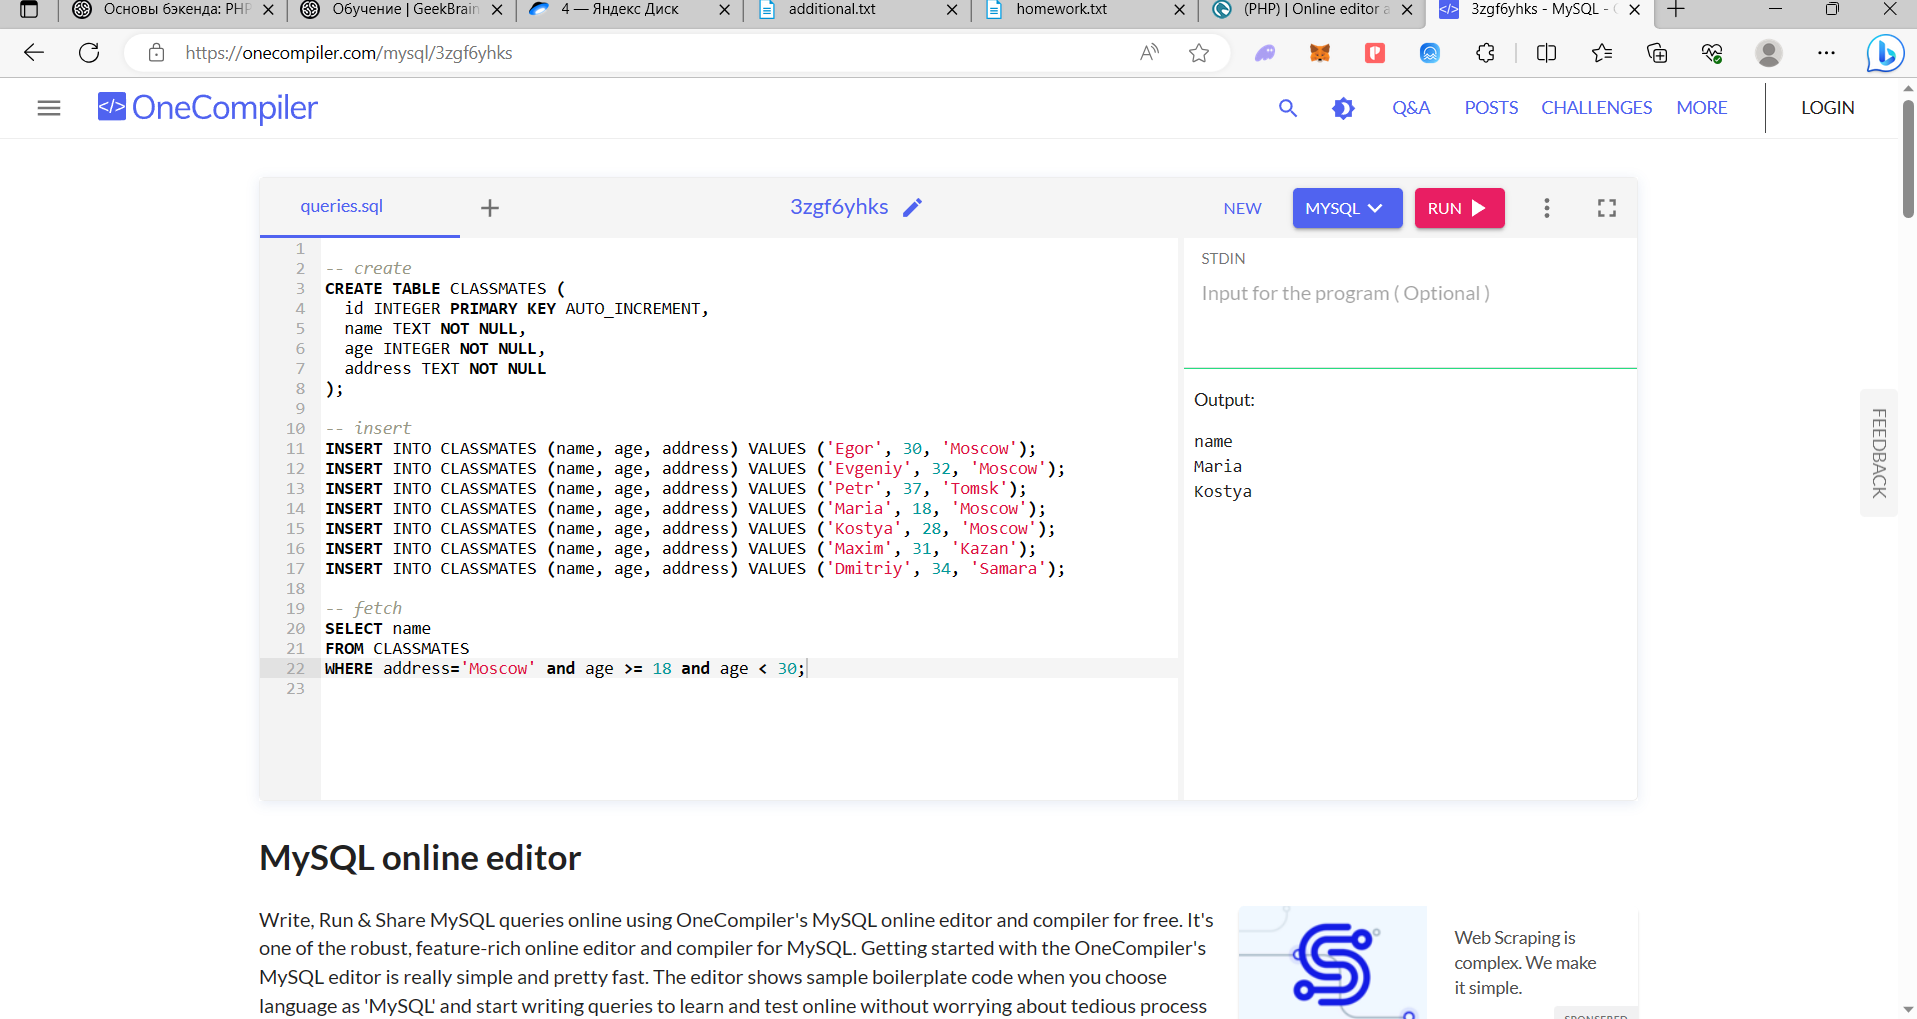 Основы бэкенда: PHP
Обучение | GeekBrain
4 — Яндекс Диск
additional.txt
homework.txt
(PHP) | Online editor a
3zgf6yhks - MySQL -
https://onecompiler.com/mysql/3zgf6yhks
</> OneCompiler
Q&A
POSTS
CHALLENGES
MORE
LOGIN
queries.sql
3zgf6yhks
NEW
MYSQL
RUN
1
2 -- create
3 CREATE TABLE CLASSMATES (
4 id INTEGER PRIMARY KEY AUTO_INCREMENT,
5 name TEXT NOT NULL,
6 age INTEGER NOT NULL,
7 address TEXT NOT NULL
8 );
9
10 -- insert
11 INSERT INTO CLASSMATES (name, age, address) VALUES ('Egor', 30, 'Moscow');
12 INSERT INTO CLASSMATES (name, age, address) VALUES ('Evgeniy', 32, 'Moscow');
13 INSERT INTO CLASSMATES (name, age, address) VALUES ('Petr', 37, 'Tomsk');
14 INSERT INTO CLASSMATES (name, age, address) VALUES ('Maria', 18, 'Moscow');
15 INSERT INTO CLASSMATES (name, age, address) VALUES ('Kostya', 28, 'Moscow');
16 INSERT INTO CLASSMATES (name, age, address) VALUES ('Maxim', 31, 'Kazan');
17 INSERT INTO CLASSMATES (name, age, address) VALUES ('Dmitriy', 34, 'Samara');
18
19 -- fetch
20 SELECT name
21 FROM CLASSMATES
22 WHERE address='Moscow' and age >= 18 and age < 30;
23
STDIN
Input for the program ( Optional )
Output:
name
Maria
Kostya
FEEDBACK
MySQL online editor
Write, Run & Share MySQL queries online using OneCompiler's MySQL online editor and compiler for free. It's
one of the robust, feature-rich online editor and compiler for MySQL. Getting started with the OneCompiler's
MySQL editor is really simple and pretty fast. The editor shows sample boilerplate code when you choose
language as 'MySQL' and start writing queries to learn and test online without worrying about tedious process
Web Scraping is
complex. We make
it simple.
SPONSERED